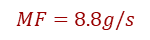 MF = 8.8g/s